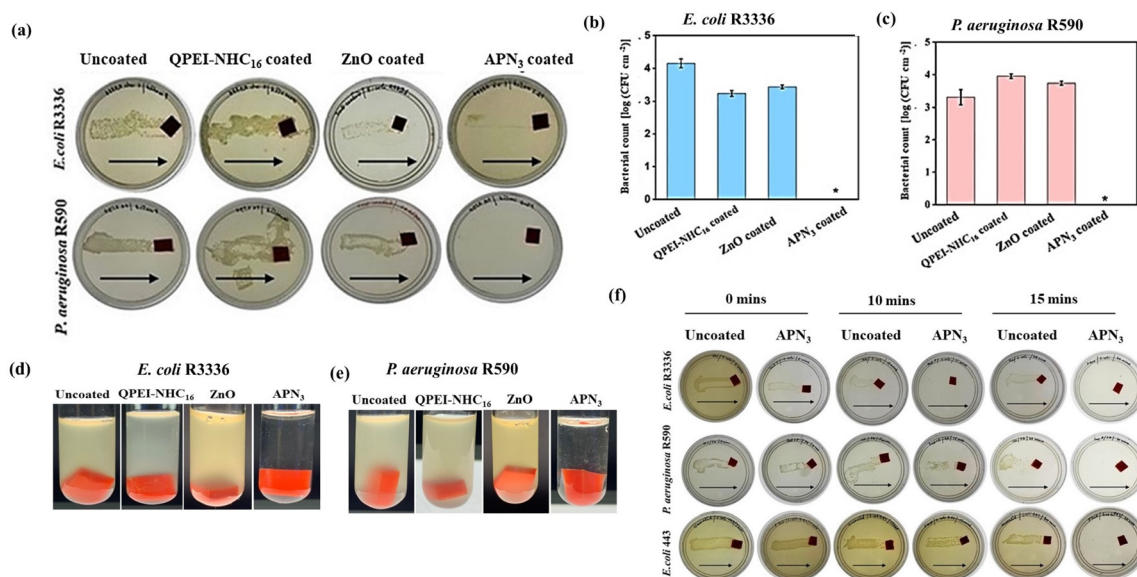 (a)
Uncoated QPEI-NHC₁₆ coated ZnO coated APN₃ coated
E.coli R3336
P. aeruginosa R590
(b)
E. coli R3336
Bacterial count [log (CFU cm⁻²)]
5
4
3
2
1
0
*
Uncoated
QPEI-NHC₁₆ coated
ZnO coated
APN₃ coated
(c)
P. aeruginosa R590
Bacterial count [log (CFU cm⁻²)]
5
4
3
2
1
0
*
Uncoated
QPEI-NHC₁₆ coated
ZnO coated
APN₃ coated
(d)
E. coli R3336
Uncoated QPEI-NHC₁₆ ZnO APN₃
(e)
P. aeruginosa R590
Uncoated QPEI-NHC₁₆ ZnO APN₃
(f)
0 mins 10 mins 15 mins
Uncoated APN₃ Uncoated APN₃ Uncoated APN₃
E.coli R3336
P. aeruginosa R590
E.coli 443